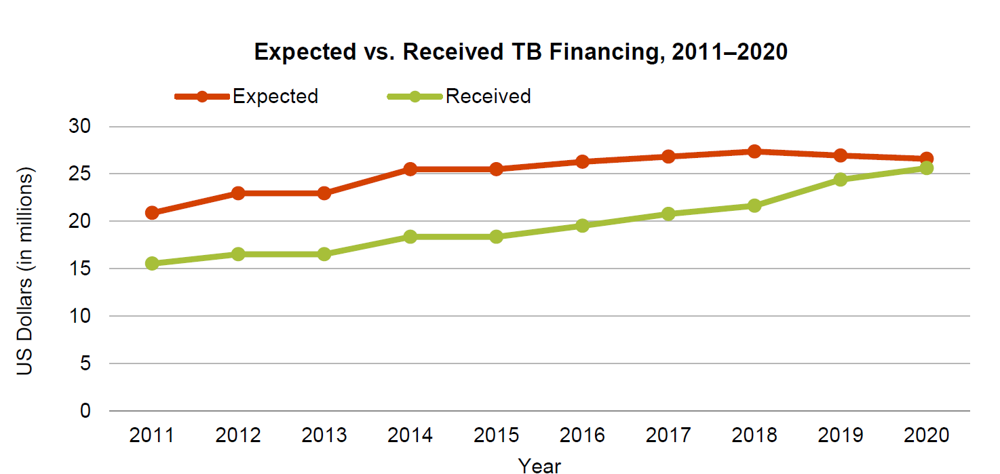 Expected vs. Received TB Financing, 2011–2020
Expected Received
US Dollars (in millions)
30
25
20
15
10
5
0
2011 2012 2013 2014 2015 2016 2017 2018 2019 2020
Year